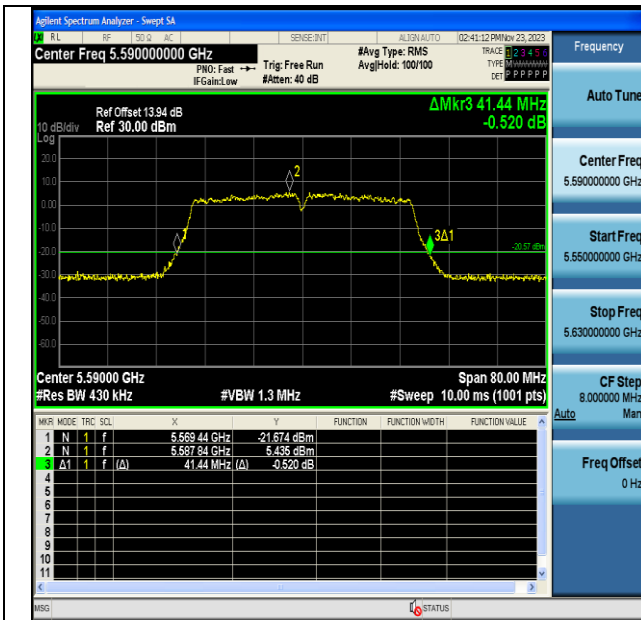 Agilent Spectrum Analyzer - Swept SA
RL RF 50 Ω AC SENSE:INT ALIGN AUTO 02:41:12 PM Nov 23, 2023
Center Freq 5.590000000 GHz
PNO: Fast
IFGain:Low
Trig: Free Run
#Atten: 40 dB
#Avg Type: RMS
Avg|Hold: 100/100
TRACE 1 2 3 4 5 6
TYPE MWWWWW
DET P P P P P P
Frequency
Auto Tune
Center Freq
5.590000000 GHz
Start Freq
5.550000000 GHz
Stop Freq
5.630000000 GHz
CF Step
8.000000 MHz
Auto Man
Freq Offset
0 Hz
ΔMkr3 41.44 MHz
-0.520 dB
Ref Offset 13.94 dB
10 dB/div Ref 30.00 dBm
Log
20.0
10.0
0.00
-10.0
-20.0
-30.0
-40.0
-50.0
-60.0
2
3Δ1
-20.57 dBm
Center 5.59000 GHz Span 80.00 MHz
#Res BW 430 kHz #VBW 1.3 MHz #Sweep 10.00 ms (1001 pts)
MKR MODE TRC SCL X Y FUNCTION FUNCTION WIDTH FUNCTION VALUE
1 N 1 f 5.569 44 GHz -21.674 dBm
2 N 1 f 5.587 84 GHz 5.435 dBm
3 Δ1 1 f (Δ) 41.44 MHz (Δ) -0.520 dB
4
5
6
7
8
9
10
11
MSG STATUS